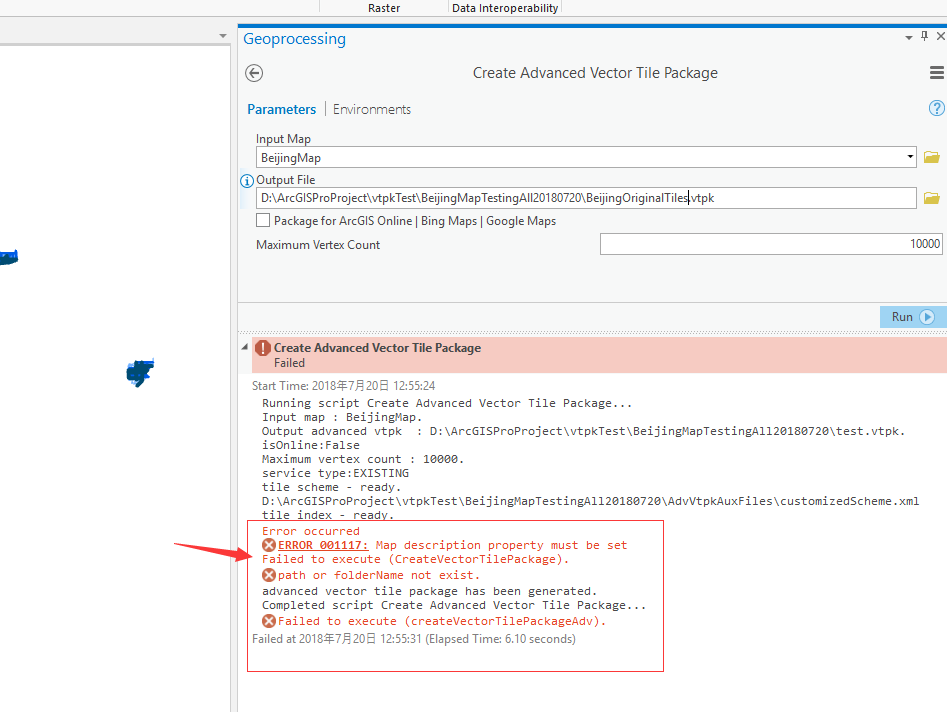 Raster
Data Interoperability
Geoprocessing
Create Advanced Vector Tile Package
Parameters | Environments
Input Map
BeijingMap
Output File
D:\ArcGISProProject\vtpkTest\BeijingMapTestingAll20180720\BeijingOriginalTiles.vtpk
Package for ArcGIS Online | Bing Maps | Google Maps
Maximum Vertex Count
10000
Run
Create Advanced Vector Tile Package
Failed
Start Time: 2018年7月20日 12:55:24
Running script Create Advanced Vector Tile Package...
Input map : BeijingMap.
Output advanced vtpk  : D:\ArcGISProProject\vtpkTest\BeijingMapTestingAll20180720\test.vtpk.
isOnline:False
Maximum vertex count : 10000.
service type:EXISTING
tile scheme - ready.
D:\ArcGISProProject\vtpkTest\BeijingMapTestingAll20180720\AdvVtpkAuxFiles\customizedScheme.xml
tile index - ready.
Error occurred
ERROR 001117: Map description property must be set
Failed to execute (CreateVectorTilePackage).
path or folderName not exist.
advanced vector tile package has been generated.
Completed script Create Advanced Vector Tile Package...
Failed to execute (createVectorTilePackageAdv).
Failed at 2018年7月20日 12:55:31 (Elapsed Time: 6.10 seconds)